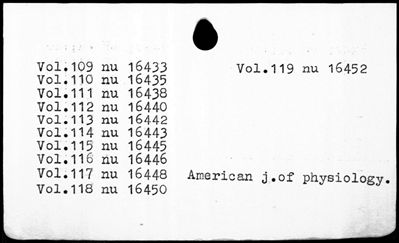 Vol.109 nu 16433
Vol.110 nu 16435
Vol.111 nu 16438
Vol.112 nu 16440
Vol.113 nu 16442
Vol.114 nu 16443
Vol.115 nu 16445
Vol.116 nu 16446
Vol.117 nu 16448
Vol.118 nu 16450
Vol.119 nu 16452
American j.of physiology.